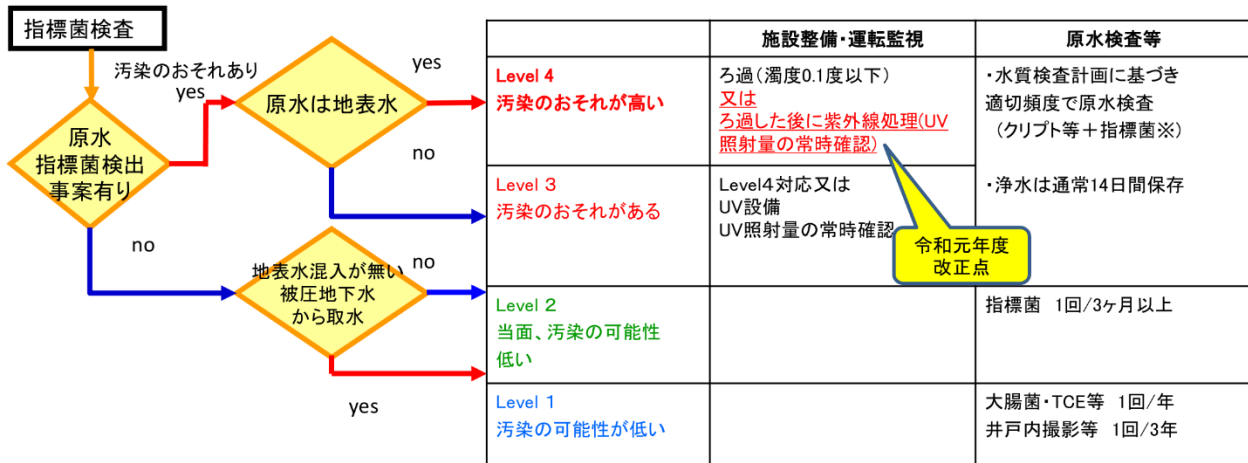 指標菌検査
汚染のおそれあり
yes
原水
指標菌検出
事案有り
no
原水は地表水
yes
no
地表水混入が無い
被圧地下水
から取水
no
yes
施設整備・運転監視
原水検査等
Level 4
汚染のおそれが高い
ろ過(濁度0.1度以下)
又は
ろ過した後に紫外線処理(UV
照射量の常時確認)
・水質検査計画に基づき
適切頻度で原水検査
(クリプト等+指標菌※)
Level 3
汚染のおそれがある
Level4対応又は
UV設備
UV照射量の常時確認
・浄水は通常14日間保存
令和元年度
改正点
Level 2
当面、汚染の可能性
低い
指標菌 1回/3ヶ月以上
Level 1
汚染の可能性が低い
大腸菌・TCE等 1回/年
井戸内撮影等 1回/3年